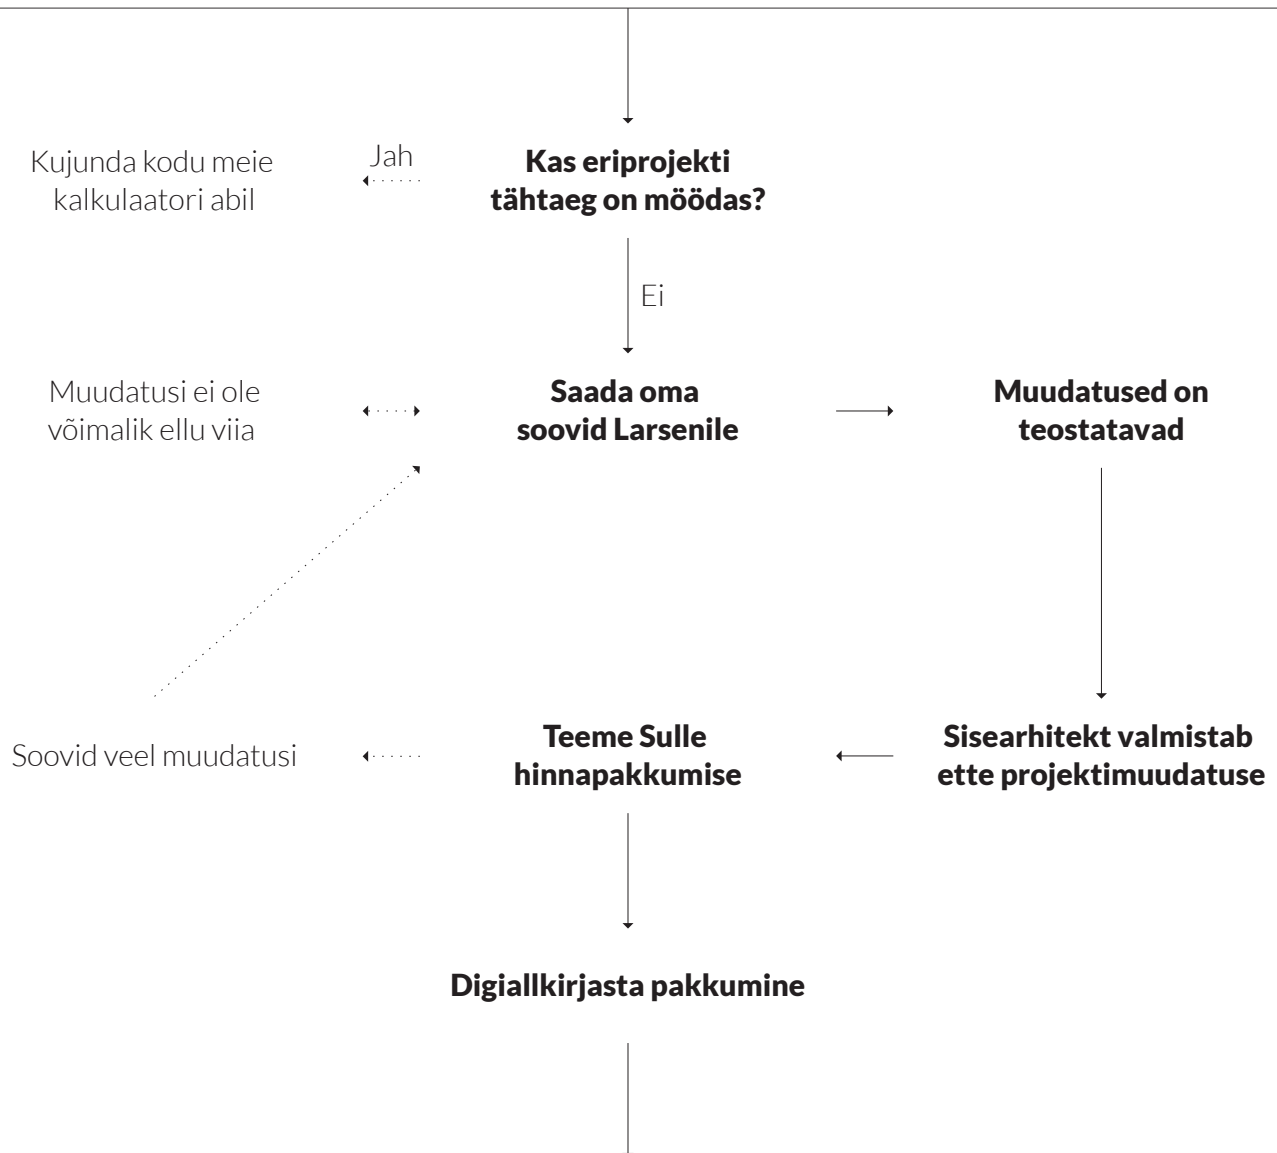 Kujunda kodu meie
kalkulaatori abil
Jah
Kas eriprojekti
tähtaeg on möödas?
Ei
Muudatusi ei ole
võimalik ellu viia
Saada oma
soovid Larsenile
Muudatused on
teostatavad
Soovid veel muudatusi
Teeme Sulle
hinnapakkumise
Sisearhitekt valmistab
ette projektimuudatuse
Digiallkirjasta pakkumine